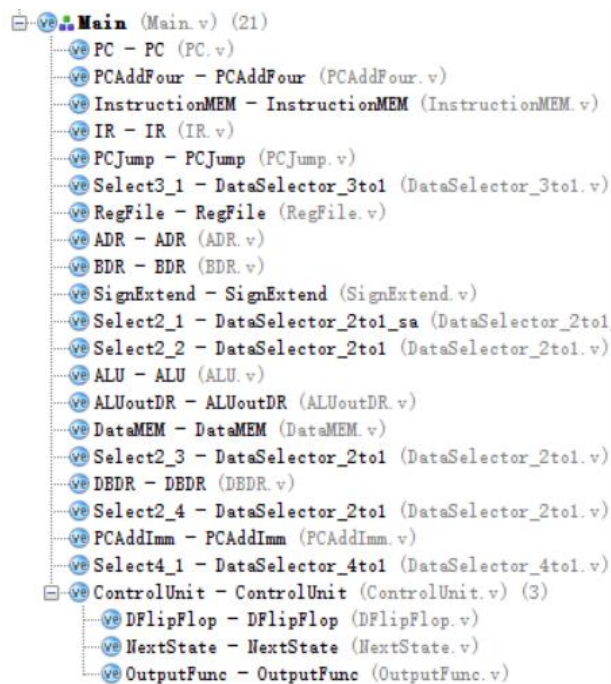 Main (Main.v) (21)
PC - PC (PC.v)
PCAddFour - PCAddFour (PCAddFour.v)
InstructionMEM - InstructionMEM (InstructionMEM.v)
IR - IR (IR.v)
PCJump - PCJump (PCJump.v)
Select3_1 - DataSelector_3to1 (DataSelector_3to1.v)
RegFile - RegFile (RegFile.v)
ADR - ADR (ADR.v)
BDR - BDR (BDR.v)
SignExtend - SignExtend (SignExtend.v)
Select2_1 - DataSelector_2to1_sa (DataSelector_2to1
Select2_2 - DataSelector_2to1 (DataSelector_2to1.v)
ALU - ALU (ALU.v)
ALUoutDR - ALUoutDR (ALUoutDR.v)
DataMEM - DataMEM (DataMEM.v)
Select2_3 - DataSelector_2to1 (DataSelector_2to1.v)
DBDR - DBDR (DBDR.v)
Select2_4 - DataSelector_2to1 (DataSelector_2to1.v)
PCAddImm - PCAddImm (PCAddImm.v)
Select4_1 - DataSelector_4to1 (DataSelector_4to1.v)
ControlUnit - ControlUnit (ControlUnit.v) (3)
DFlipFlop - DFlipFlop (DFlipFlop.v)
NextState - NextState (NextState.v)
OutputFunc - OutputFunc (OutputFunc.v)